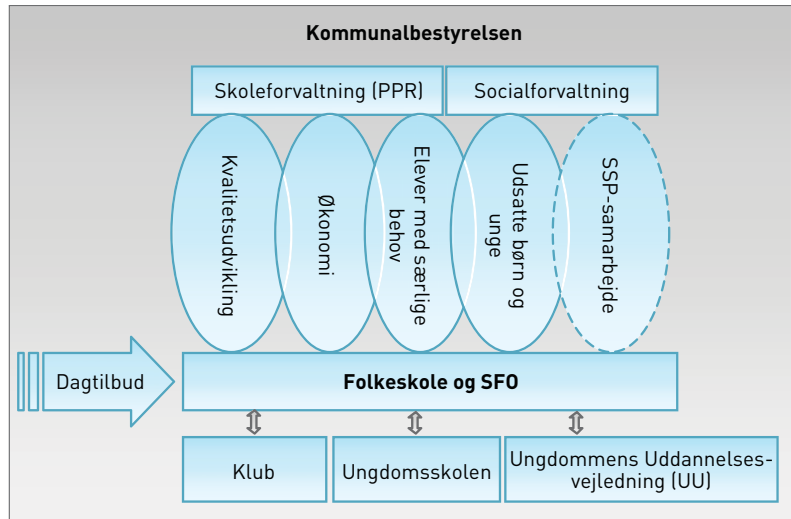 Kommunalbestyrelsen
Skoleforvaltning (PPR)
Socialforvaltning
Kvalitetsudvikling
Økonomi
Elever med særlige
behov
Udsatte børn og
unge
SSP-samarbejde
Dagtilbud
Folkeskole og SFO
Klub
Ungdomsskolen
Ungdommens Uddannelses-
vejledning (UU)